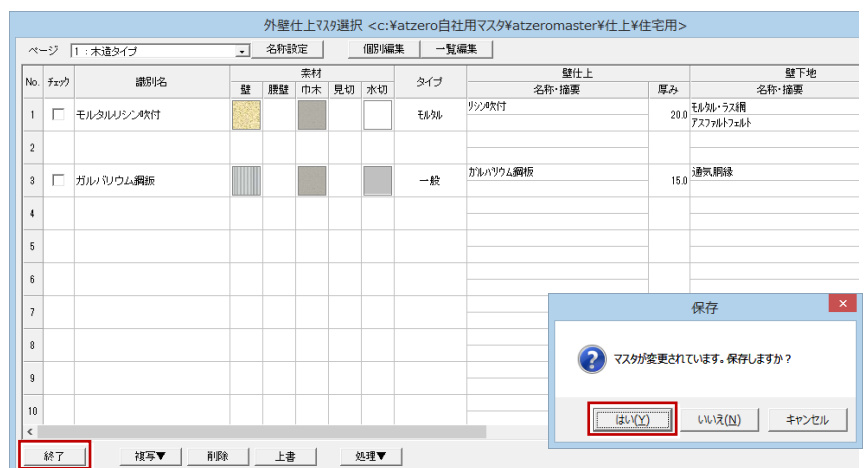 外壁仕上マスタ選択 <c:¥atzero自社用マスタ¥atzeromaster¥仕上¥住宅用>
ページ 1：木造タイプ 名称設定 個別編集 一覧編集
No. チェック 識別名 素材 タイプ 壁仕上 壁下地
壁 腰壁 巾木 見切 水切 名称・摘要 厚み 名称・摘要
1 モルタルリシン吹付 モルタル リシン吹付 20.0 モルタル・ラス網
アスファルトフェルト
2
3 ガルバリウム鋼鈑 一般 ガルバリウム鋼板 15.0 通気胴縁
4
5
6
7
8
9
10
保存
マスタが変更されています。保存しますか？
はい(Y) いいえ(N) キャンセル
終了 複写▼ 削除 上書 処理▼